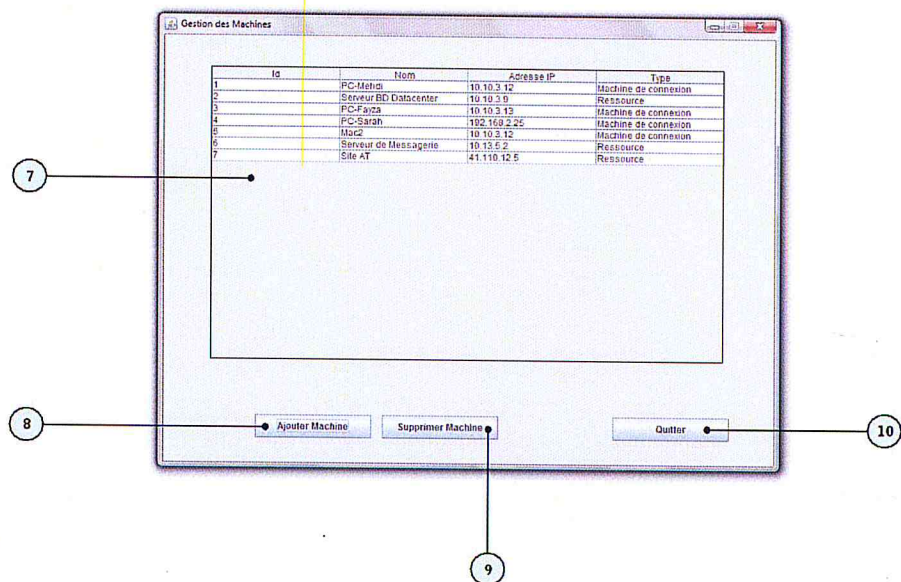 Gestion des Machines
Id Nom Adresse IP Type
1 PC-Mehdi 10.10.3.12 Machine de connexion
2 Serveur BD Datacenter 10.10.3.9 Ressource
3 PC-Fayza 10.10.3.13 Machine de connexion
4 PC-Sarah 192.168.2.25 Machine de connexion
5 Mac2 10.10.3.12 Machine de connexion
6 Serveur de Messagerie 10.13.5.2 Ressource
7 Site AT 41.110.12.5 Ressource
7
8
Ajouter Machine
Supprimer Machine
Quitter
10
9